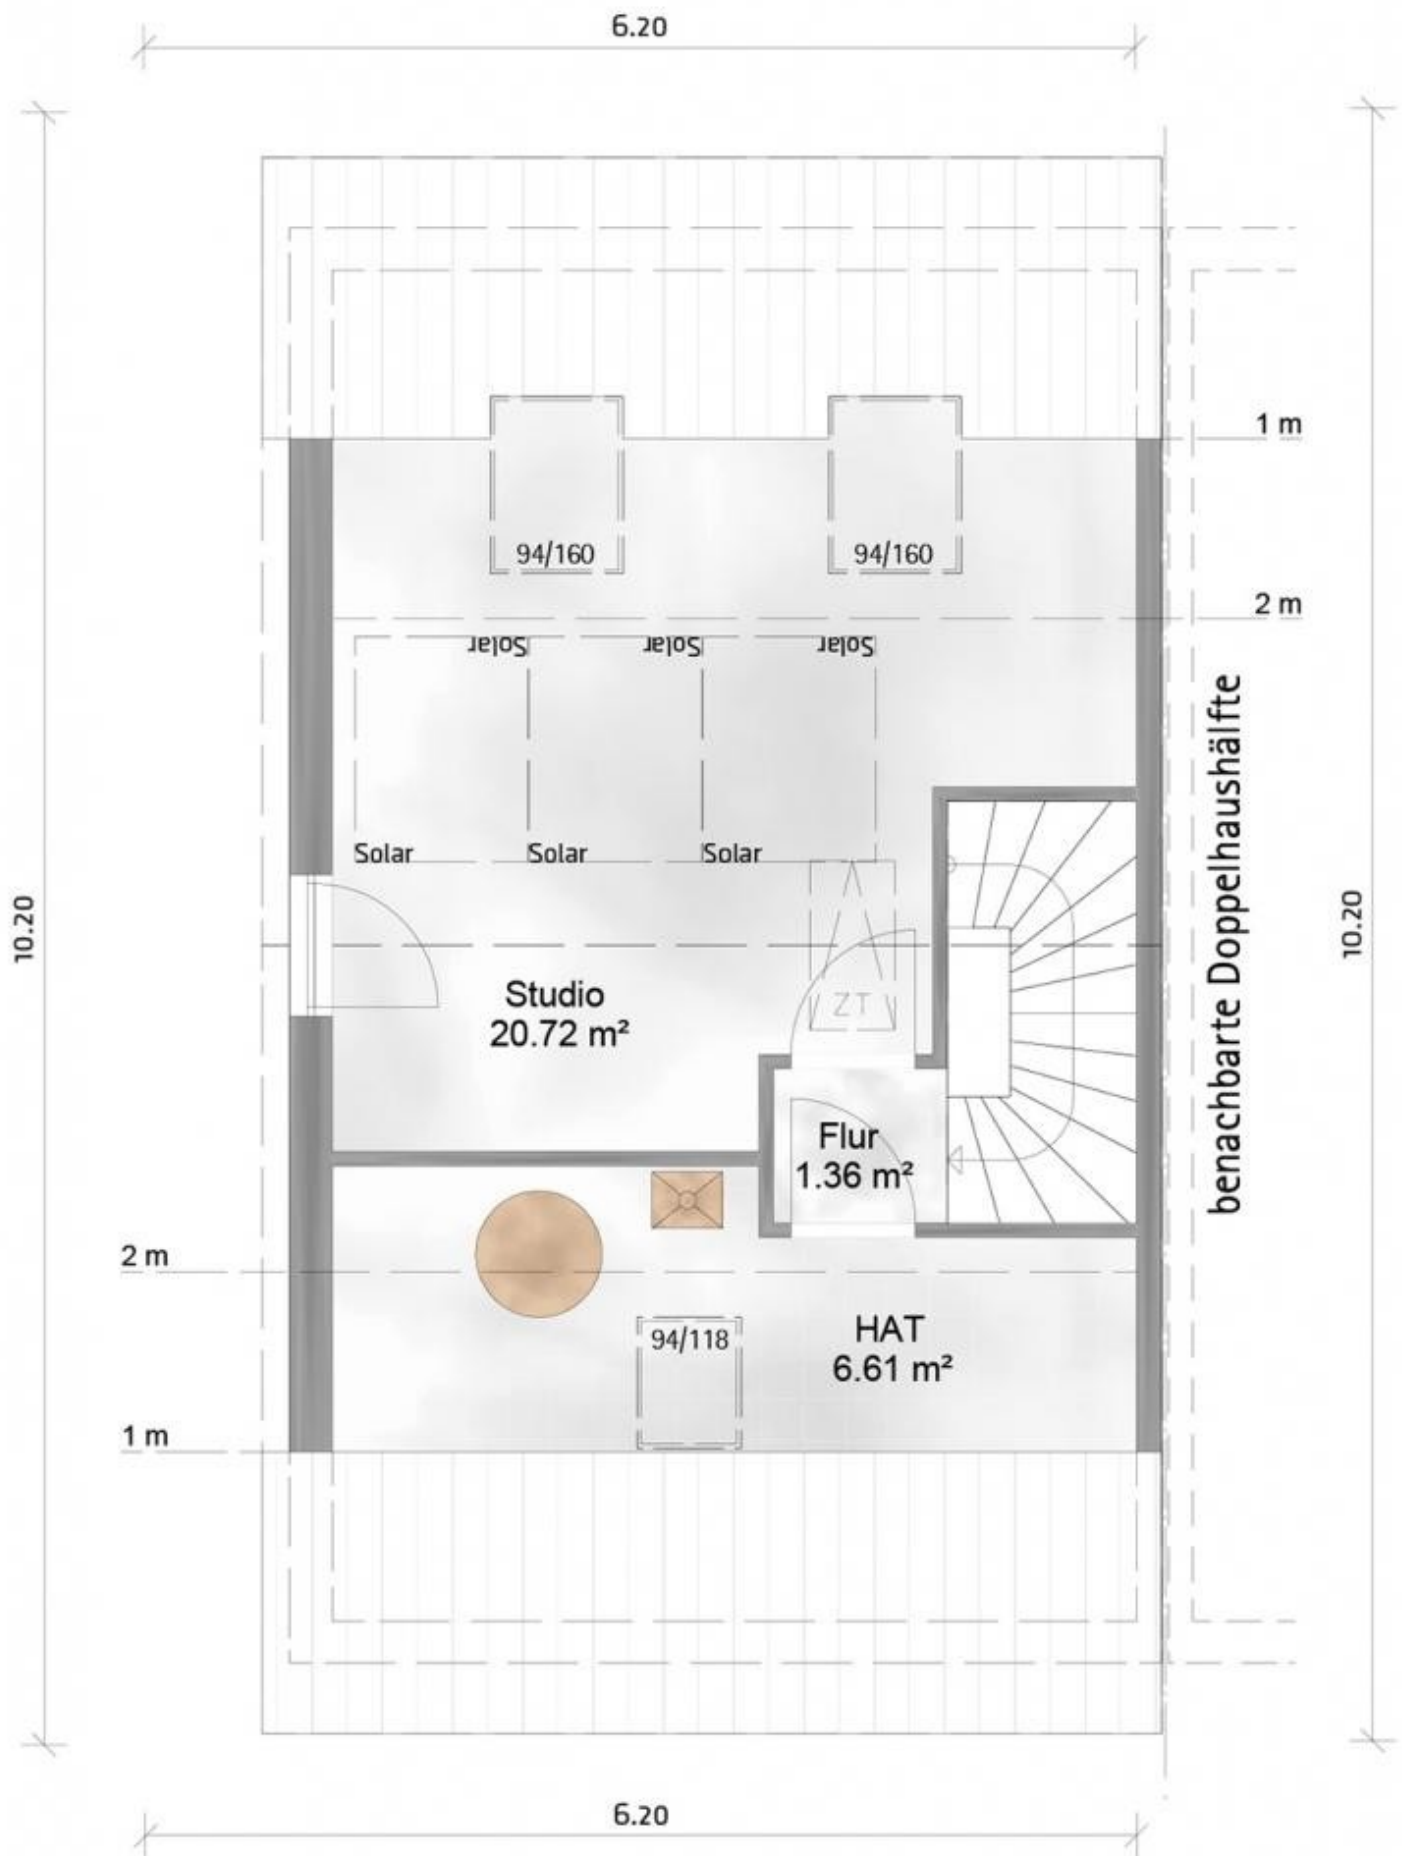 6.20
1 m
94/160
94/160
2 m
Solar
Solar
Solar
benachbarte Doppelhaushälfte
Solar
Solar
Solar
10.20
10.20
Studio
20.72 m²
ZT
Flur
1.36 m²
2 m
94/118
HAT
6.61 m²
1 m
6.20